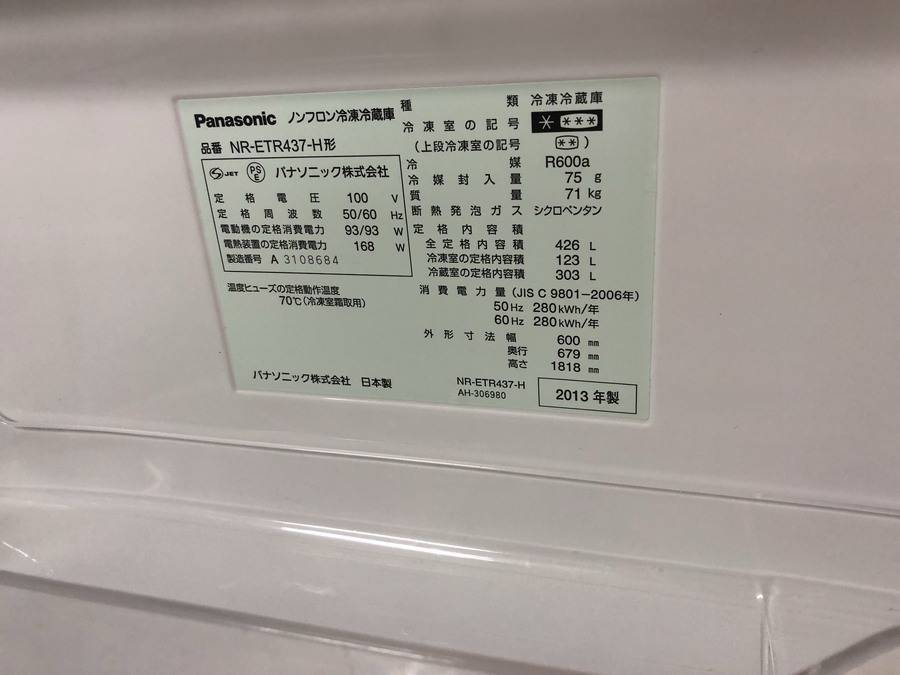 Panasonic ノンフロン冷凍冷蔵庫
品番 NR-ETR437-H形
JET PSE パナソニック株式会社
定格電圧 100 V
定格周波数 50/60 Hz
電動機の定格消費電力 93/93 W
電熱装置の定格消費電力 168 W
製造番号 A 3108684
温度ヒューズの定格動作温度
70℃(冷凍室霜取用)
パナソニック株式会社 日本製
種類 冷凍冷蔵庫
冷凍室の記号 * ***
(上段冷凍室の記号 ** )
冷媒 R600a
冷媒封入量 75 g
質量 71 kg
断熱発泡ガス シクロペンタン
定格内容積
全定格内容積 426 L
冷凍室の定格内容積 123 L
冷蔵室の定格内容積 303 L
消費電力量(JIS C 9801-2006年)
50Hz 280kWh/年
60Hz 280kWh/年
外形寸法 幅 600 mm
奥行 679 mm
高さ 1818 mm
NR-ETR437-H
AH-306980
2013年製